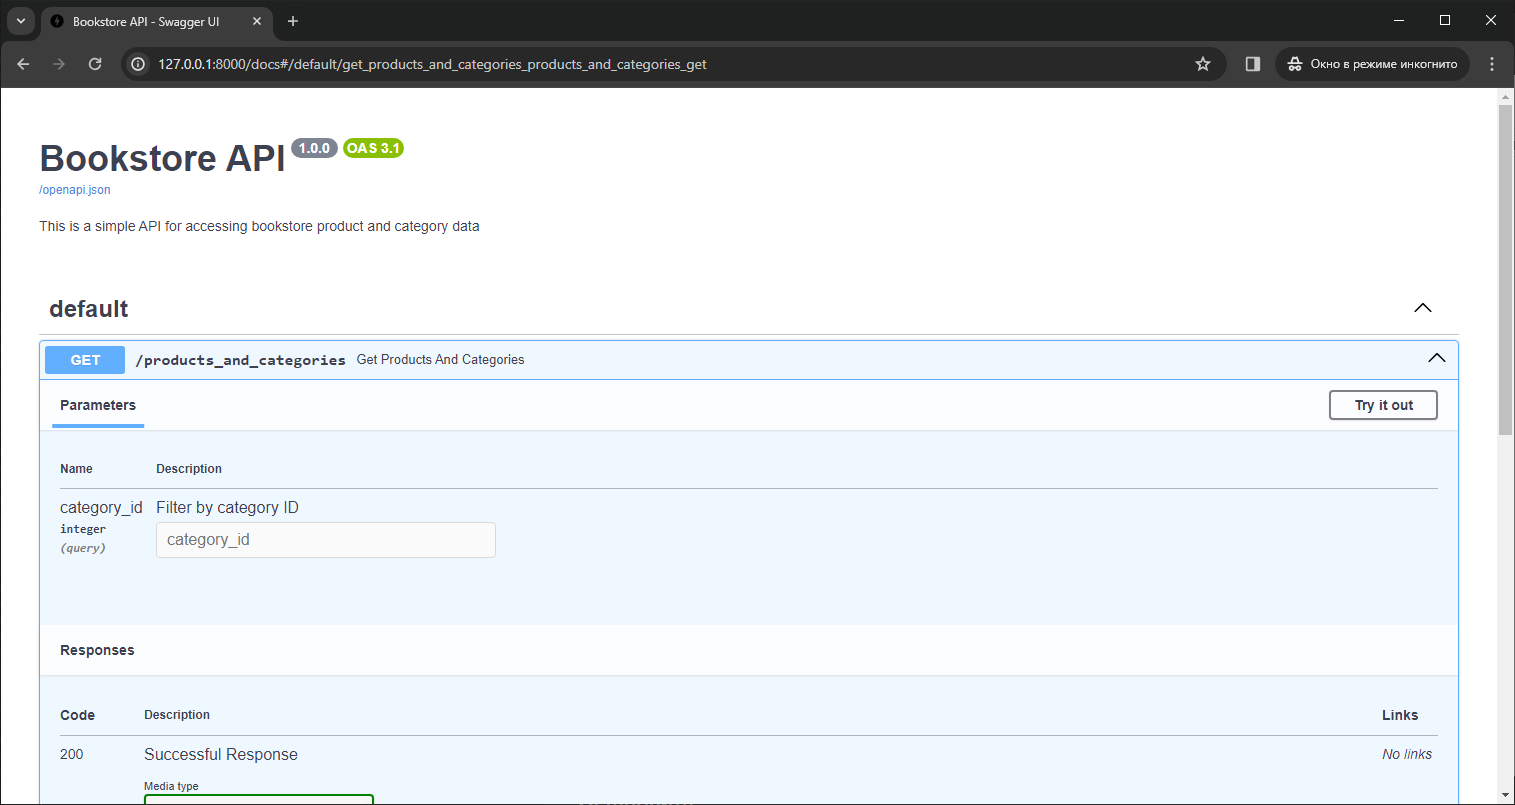 Bookstore API - Swagger UI
127.0.0.1:8000/docs#/default/get_products_and_categories_products_and_categories_get
Окно в режиме инкогнито
Bookstore API 1.0.0 OAS 3.1
/openapi.json
This is a simple API for accessing bookstore product and category data
default
GET /products_and_categories Get Products And Categories
Parameters Try it out
Name Description
category_id Filter by category ID
integer
(query)
category_id
Responses
Code Description Links
200 Successful Response No links
Media type